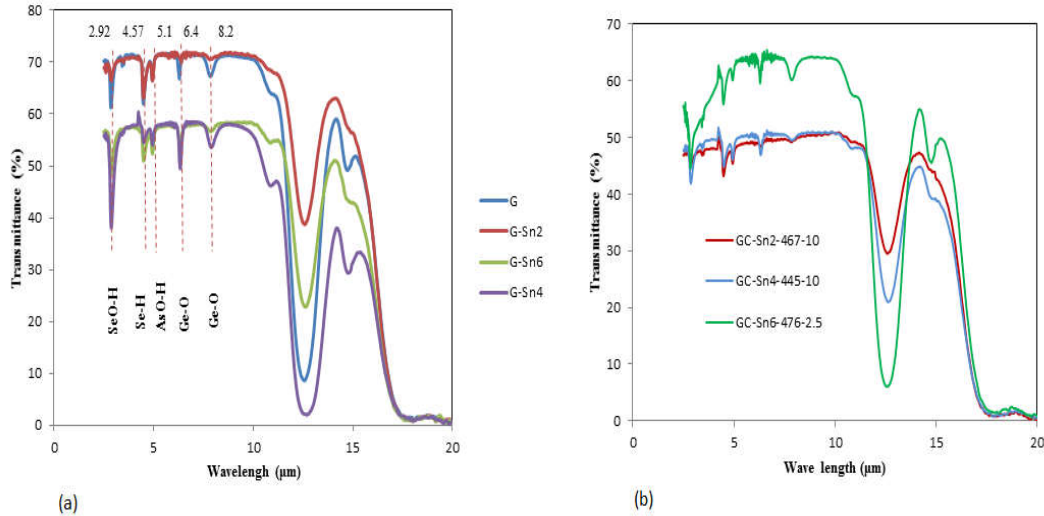 80
70
60
50
40
30
20
10
0
Transmittance (%)
2.92 4.57 5.1 6.4 8.2
SeO-H
Se-H
AsO-H
Ge-O
Ge-O
G
G-Sn2
G-Sn6
G-Sn4
0 5 10 15 20
Wavelengh (µm)
(a)
70
60
50
40
30
20
10
0
Transmittance (%)
GC-Sn2-467-10
GC-Sn4-445-10
GC-Sn6-476-2.5
0 5 10 15 20
Wave length (µm)
(b)